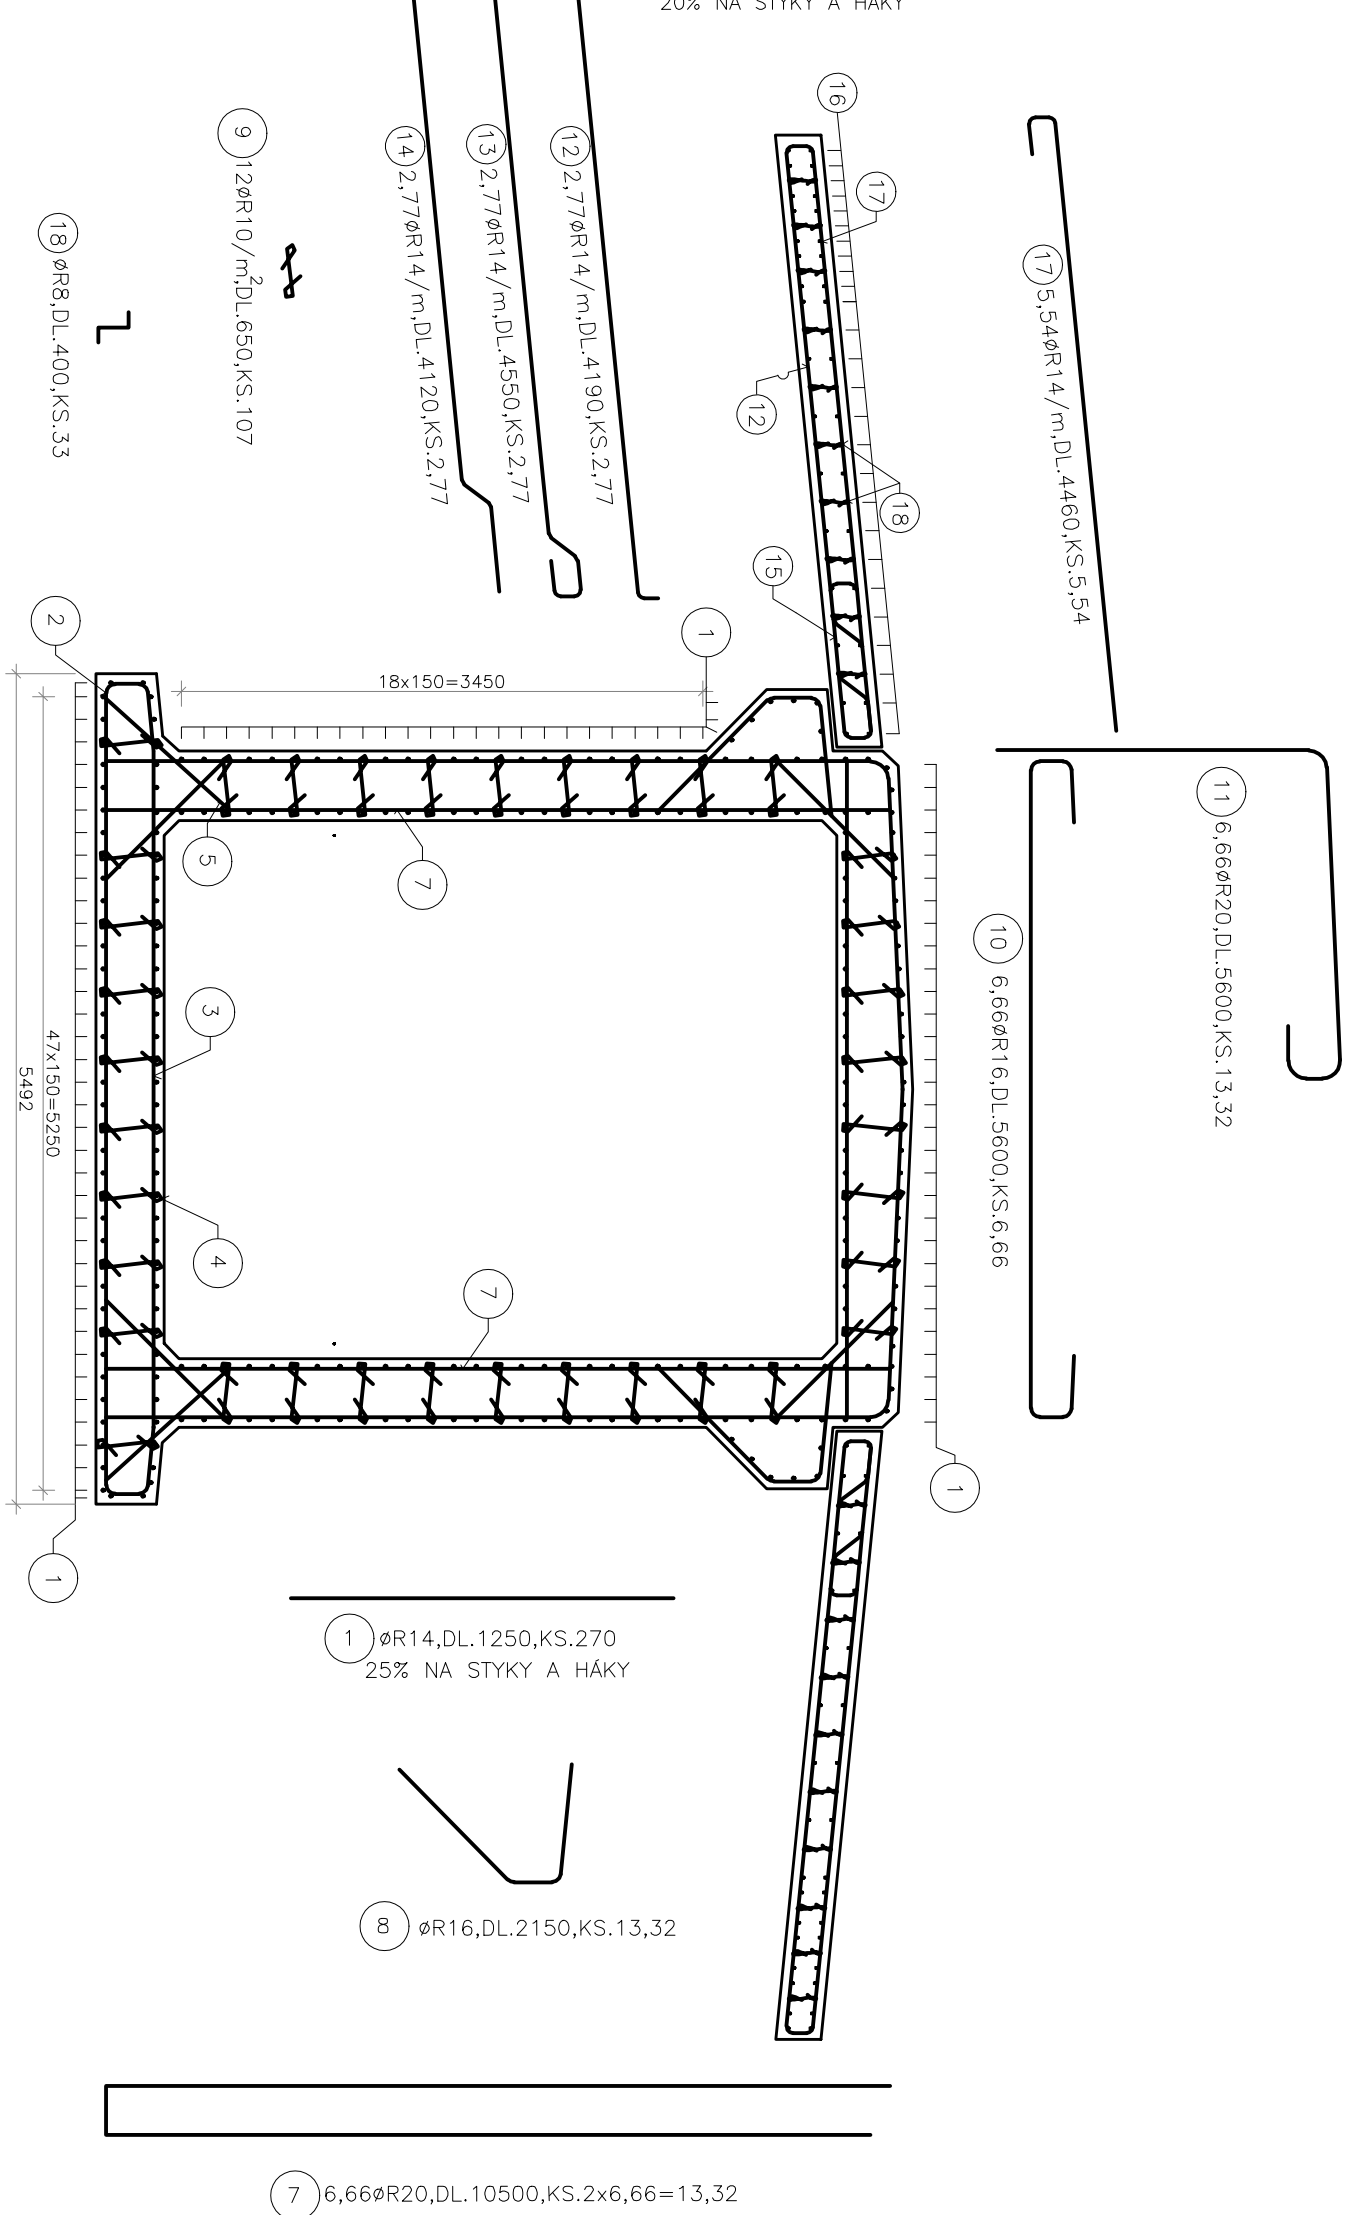 20% NA STYKY A HÁKY
16
17
17 5,54øR14/m,DL.4460,KS.5,54
12 2,77øR14/m,DL.4190,KS.2,77
13 2,77øR14/m,DL.4550,KS.2,77
14 2,77øR14/m,DL.4120,KS.2,77
9 12øR10/m2,DL.650,KS.107
18 øR8,DL.400,KS.33
12
18
15
1
2
18x150=3450
11 6,66øR20,DL.5600,KS.13,32
10 6,66øR16,DL.5600,KS.6,66
5
7
3
4
7
47x150=5250
5492
1
1
1 øR14,DL.1250,KS.270
25% NA STYKY A HÁKY
8 øR16,DL.2150,KS.13,32
7 6,66øR20,DL.10500,KS.2x6,66=13,32